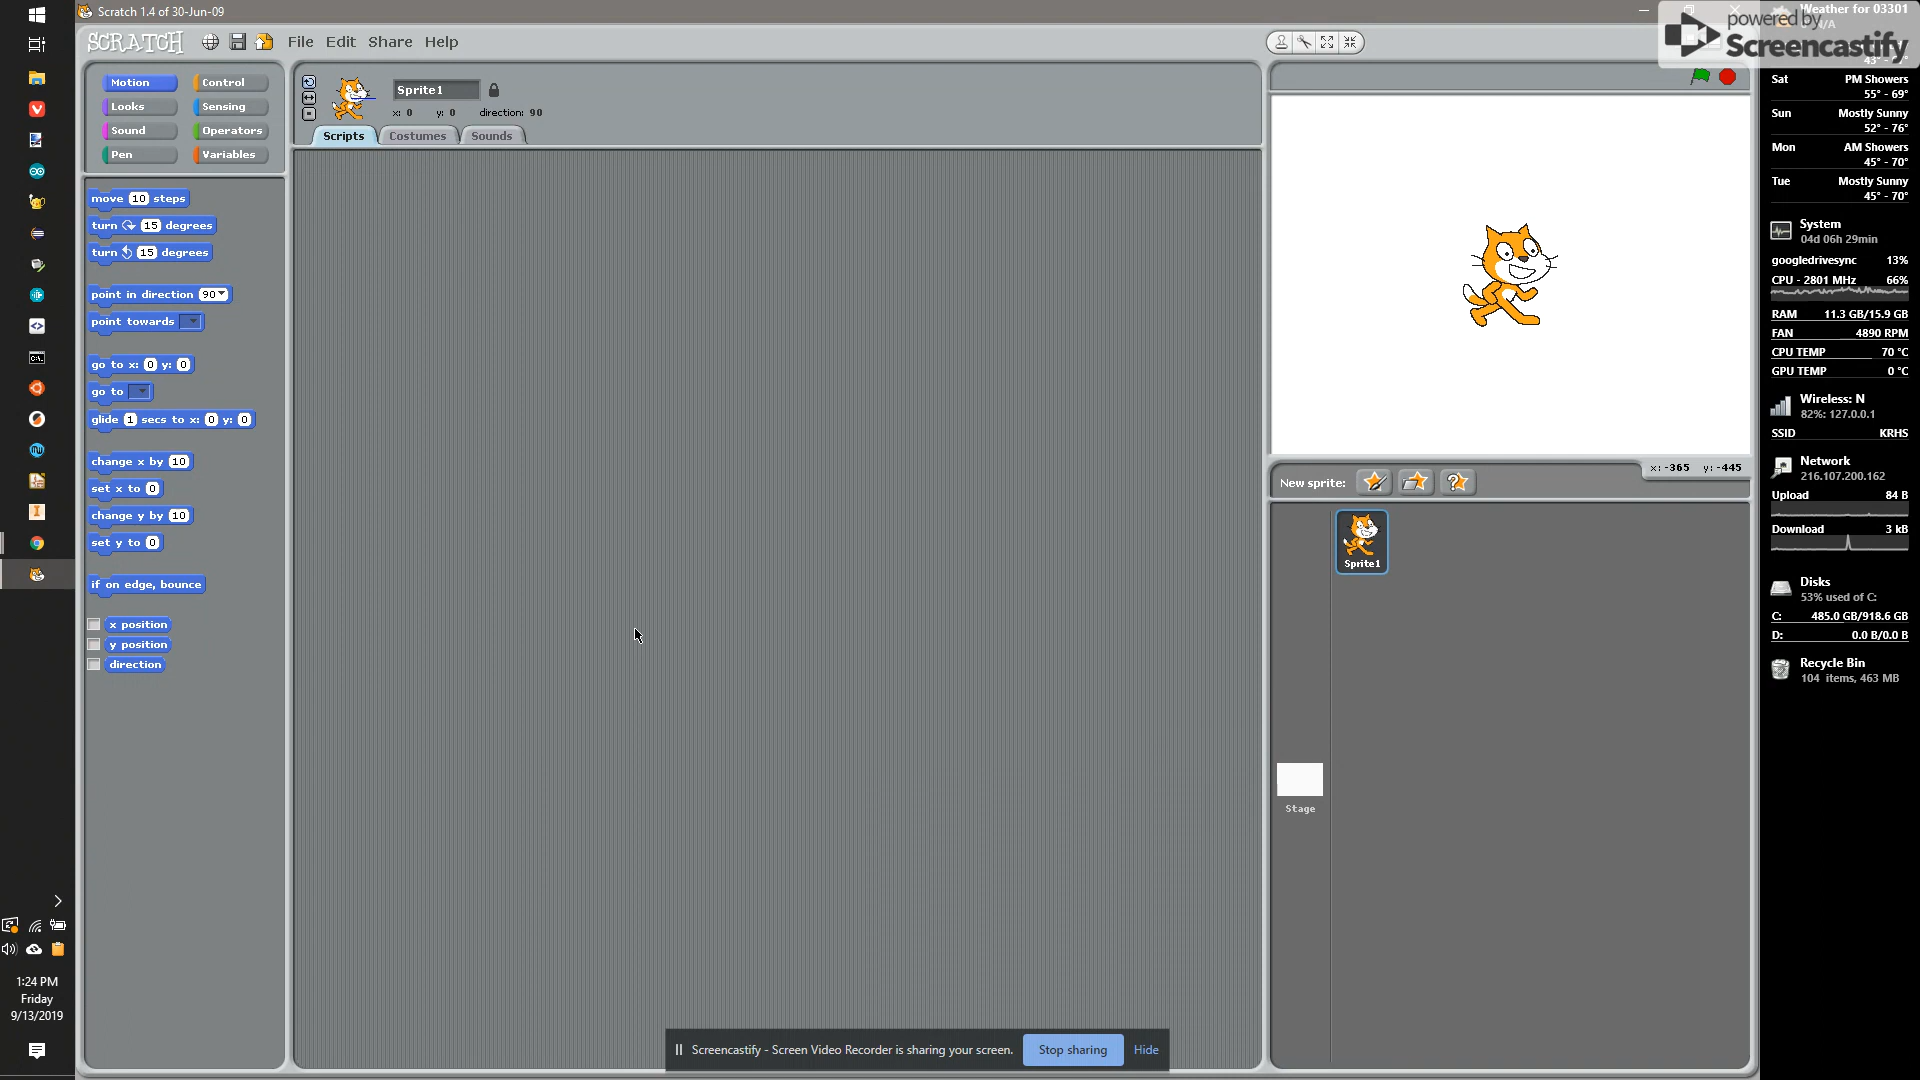 Scratch 1.4 of 30-Jun-09
SCRATCH
File Edit Share Help
Motion
Control
Looks
Sensing
Sound
Operators
Pen
Variables
move 10 steps
turn 15 degrees
turn 15 degrees
point in direction 90
point towards
go to x: 0 y: 0
go to
glide 1 secs to x: 0 y: 0
change x by 10
set x to 0
change y by 10
set y to 0
if on edge, bounce
x position
y position
direction
Sprite1
x: 0 y: 0 direction: 90
Scripts Costumes Sounds
x: -365 y: -445
New sprite:
Sprite1
Stage
powered by
Screencastify
Weather for 03301
Sat PM Showers
55° - 69°
Sun Mostly Sunny
52° - 76°
Mon AM Showers
45° - 70°
Tue Mostly Sunny
45° - 70°
System
04d 06h 29min
googledrivesync 13%
CPU - 2801 MHz 66%
RAM 11.3 GB/15.9 GB
FAN 4890 RPM
CPU TEMP 70 °C
GPU TEMP 0 °C
Wireless: N
82%: 127.0.0.1
SSID KRHS
Network
216.107.200.162
Upload 84 B
Download 3 kB
Disks
53% used of C:
C: 485.0 GB/918.6 GB
D: 0.0 B/0.0 B
Recycle Bin
104 items, 463 MB
1:24 PM
Friday
9/13/2019
Screencastify - Screen Video Recorder is sharing your screen.
Stop sharing
Hide